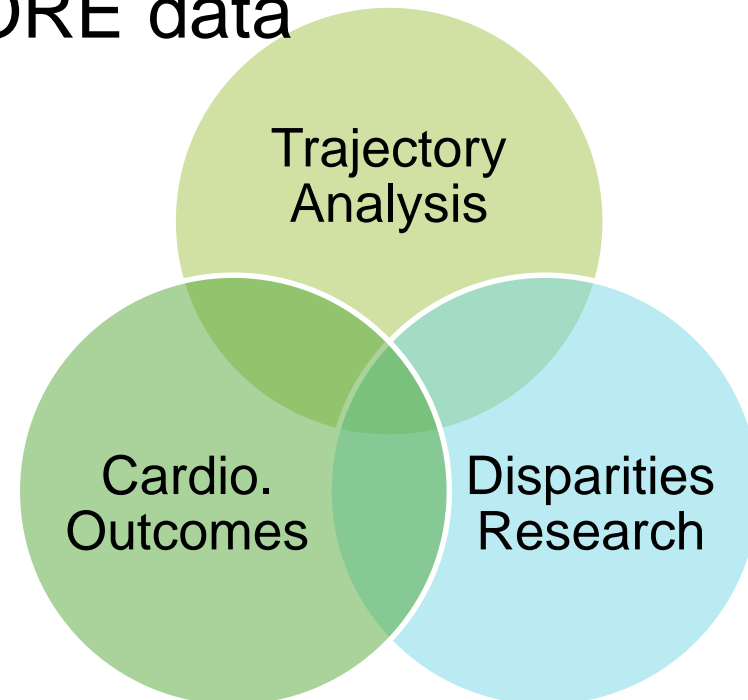 ORE data
Trajectory
Analysis
Cardio.
Outcomes
Disparities
Research